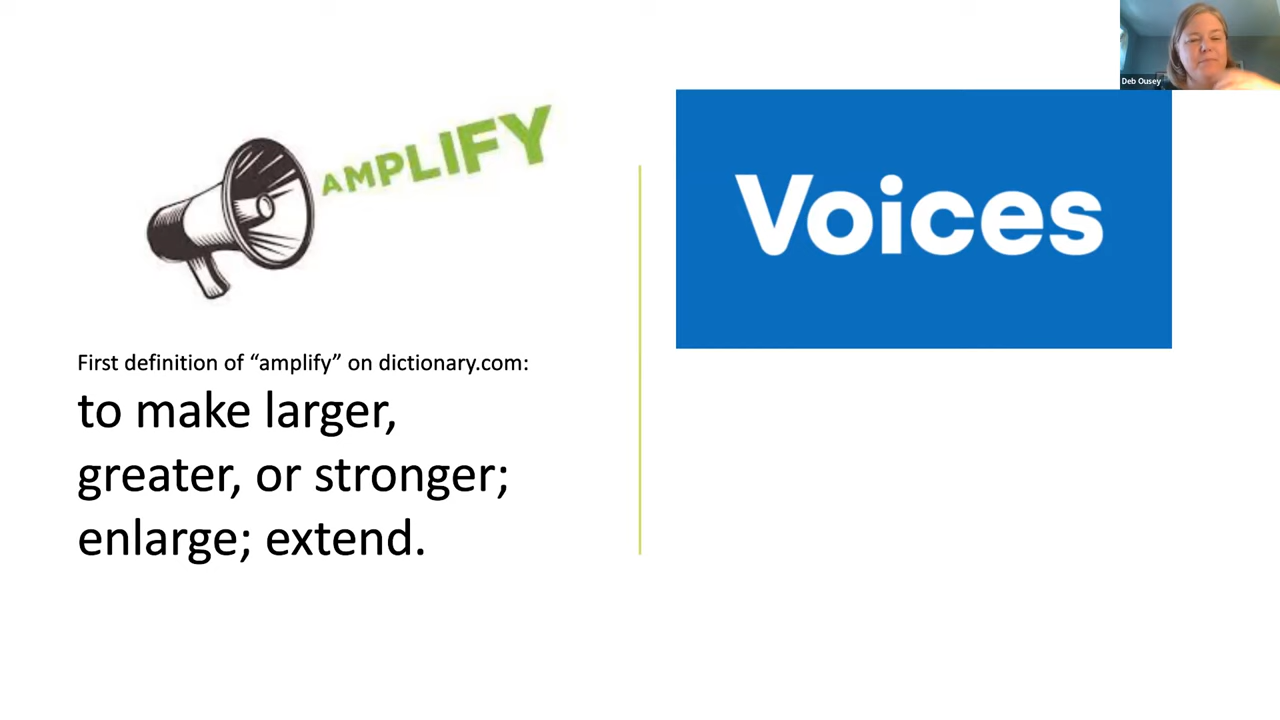 AMPLIFY
First definition of “amplify” on dictionary.com:
to make larger,
greater, or stronger;
enlarge; extend.
Voices
Deb Ousey